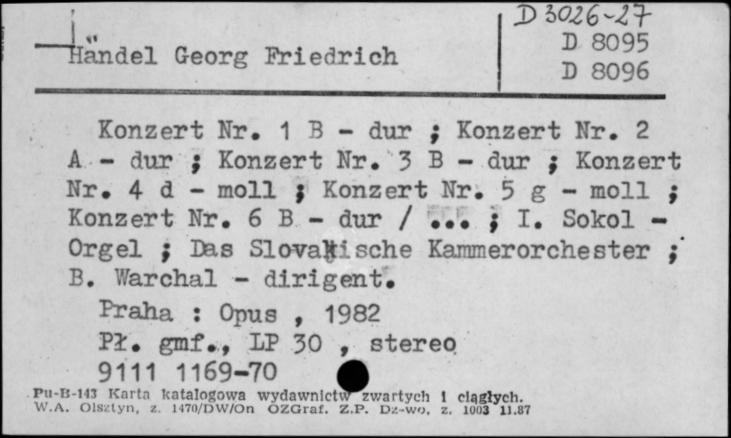 D 3026-27
Händel Georg Friedrich
D 8095
D 8096
Konzert Nr. 1 B - dur ; Konzert Nr. 2
A - dur ; Konzert Nr. 3 B - dur ; Konzert
Nr. 4 d - moll ; Konzert Nr. 5 g - moll ;
Konzert Nr. 6 B - dur / ... ; I. Sokol -
Orgel ; Das Slovakische Kammerorchester ;
B. Warchal - dirigent.
Praha : Opus , 1982
Pł. gmf., LP 30 , stereo
9111 1169-70
Pu-B-143 Karta katalogowa wydawnictw zwartych i ciągłych.
W.A. Olsztyn, z. 1470/DW/On OZGraf. Z.P. Dz-wo, z. 1003 11.87